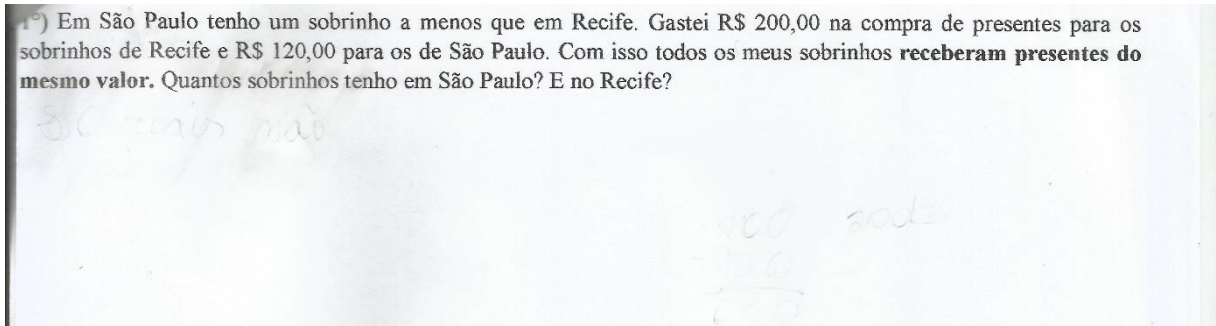 1°) Em São Paulo tenho um sobrinho a menos que em Recife. Gastei R$ 200,00 na compra de presentes para os
sobrinhos de Recife e R$ 120,00 para os de São Paulo. Com isso todos os meus sobrinhos receberam presentes do
mesmo valor. Quantos sobrinhos tenho em São Paulo? E no Recife?
80 reais mão